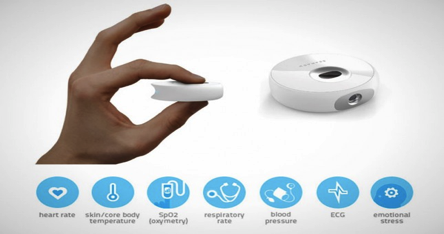 heart rate
skin/core body
temperature
SpO2
(oxymetry)
respiratory
rate
blood
pressure
ECG
emotional
stress